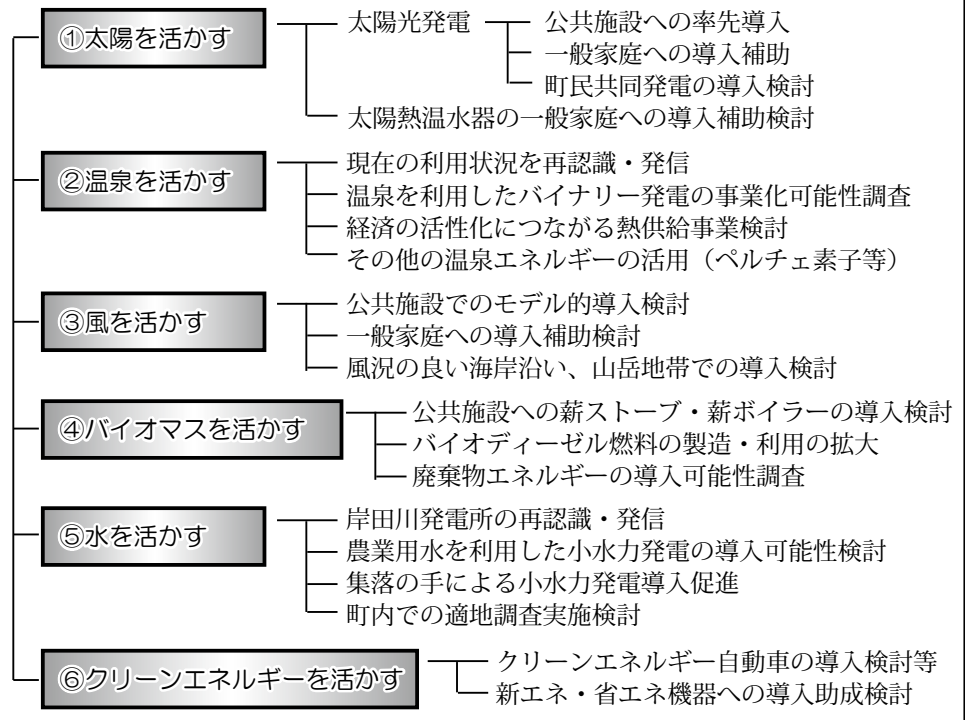 ①太陽を活かす
太陽光発電
公共施設への率先導入
一般家庭への導入補助
町民共同発電の導入検討
太陽熱温水器の一般家庭への導入補助検討
②温泉を活かす
現在の利用状況を再認識・発信
温泉を利用したバイナリー発電の事業化可能性調査
経済の活性化につながる熱供給事業検討
その他の温泉エネルギーの活用（ペルチェ素子等）
③風を活かす
公共施設でのモデル的導入検討
一般家庭への導入補助検討
風況の良い海岸沿い、山岳地帯での導入検討
④バイオマスを活かす
公共施設への薪ストーブ・薪ボイラーの導入検討
バイオディーゼル燃料の製造・利用の拡大
廃棄物エネルギーの導入可能性調査
⑤水を活かす
岸田川発電所の再認識・発信
農業用水を利用した小水力発電の導入可能性検討
集落の手による小水力発電導入促進
町内での適地調査実施検討
⑥クリーンエネルギーを活かす
クリーンエネルギー自動車の導入検討等
新エネ・省エネ機器への導入助成検討